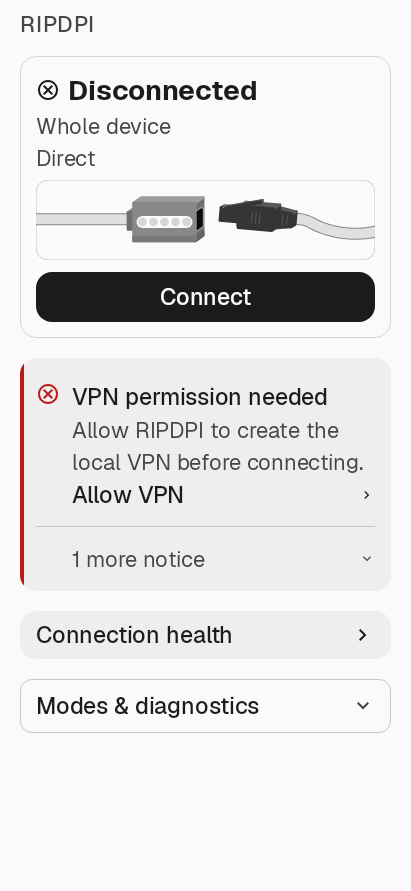 RIPDPI
Disconnected
Whole device
Direct
Connect
VPN permission needed
Allow RIPDPI to create the
local VPN before connecting.
Allow VPN
1 more notice
Connection health
Modes & diagnostics